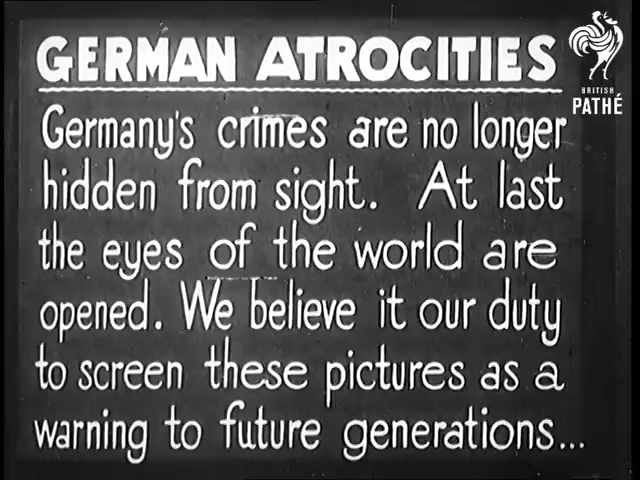 GERMAN ATROCITIES
Germany's crimes are no longer
hidden from sight. At last
the eyes of the world are
opened. We believe it our duty
to screen these pictures as a
warning to future generations...
BRITISH
PATHÉ